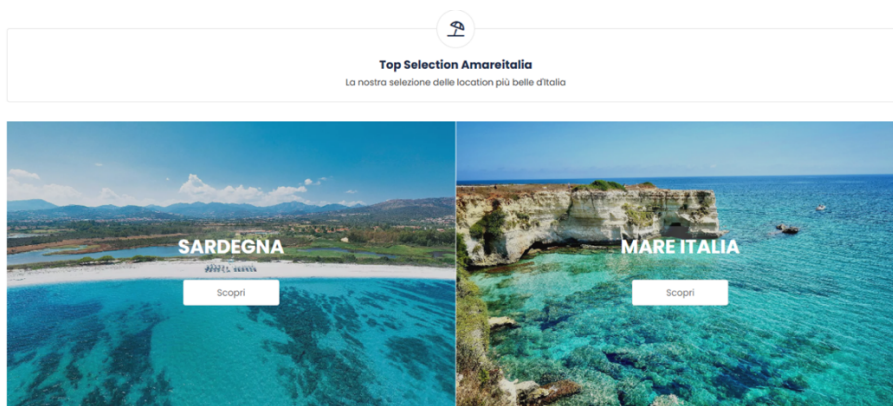 Top Selection Amareitalia
La nostra selezione delle location più belle d'Italia
SARDEGNA
Scopri
MARE ITALIA
Scopri